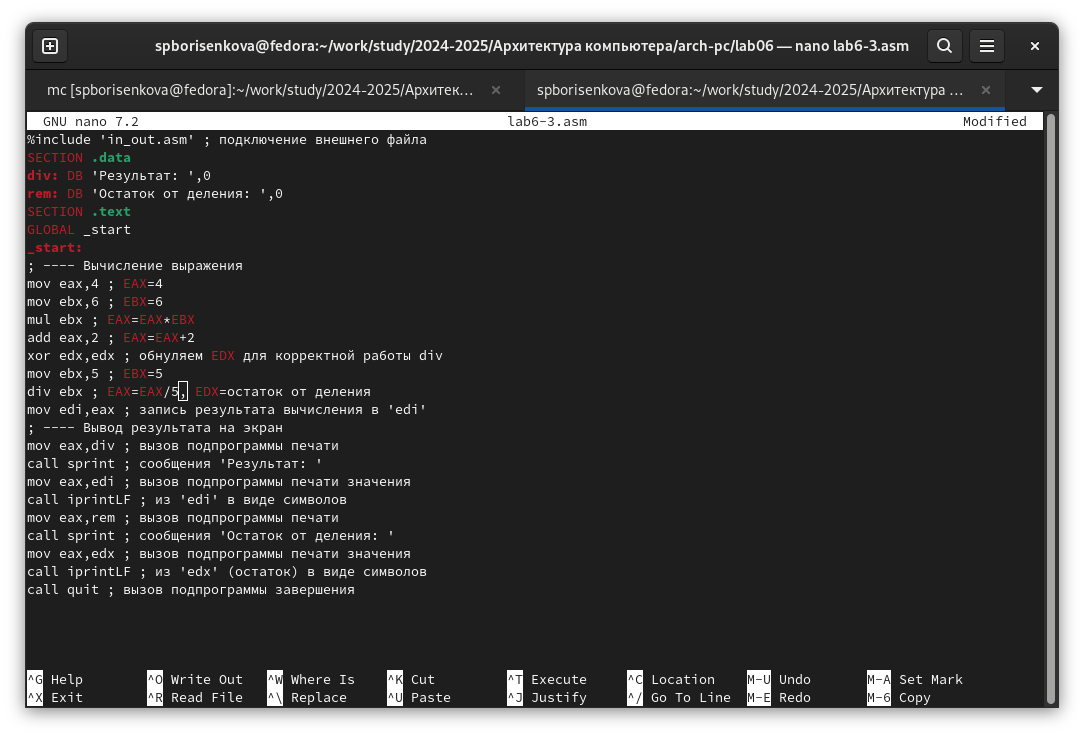 spborisenkova@fedora:~/work/study/2024-2025/Архитектура компьютера/arch-pc/lab06 — nano lab6-3.asm
mc [spborisenkova@fedora]:~/work/study/2024-2025/Архитек…
spborisenkova@fedora:~/work/study/2024-2025/Архитектура …
GNU nano 7.2 lab6-3.asm Modified
%include 'in_out.asm' ; подключение внешнего файла
SECTION .data
div: DB 'Результат: ',0
rem: DB 'Остаток от деления: ',0
SECTION .text
GLOBAL _start
_start:
; ---- Вычисление выражения
mov eax,4 ; EAX=4
mov ebx,6 ; EBX=6
mul ebx ; EAX=EAX*EBX
add eax,2 ; EAX=EAX+2
xor edx,edx ; обнуляем EDX для корректной работы div
mov ebx,5 ; EBX=5
div ebx ; EAX=EAX/5, EDX=остаток от деления
mov edi,eax ; запись результата вычисления в 'edi'
; ---- Вывод результата на экран
mov eax,div ; вызов подпрограммы печати
call sprint ; сообщения 'Результат: '
mov eax,edi ; вызов подпрограммы печати значения
call iprintLF ; из 'edi' в виде символов
mov eax,rem ; вызов подпрограммы печати
call sprint ; сообщения 'Остаток от деления: '
mov eax,edx ; вызов подпрограммы печати значения
call iprintLF ; из 'edx' (остаток) в виде символов
call quit ; вызов подпрограммы завершения
^G Help ^O Write Out ^W Where Is ^K Cut ^T Execute ^C Location M-U Undo M-A Set Mark
^X Exit ^R Read File ^\ Replace ^U Paste ^J Justify ^/ Go To Line M-E Redo M-6 Copy